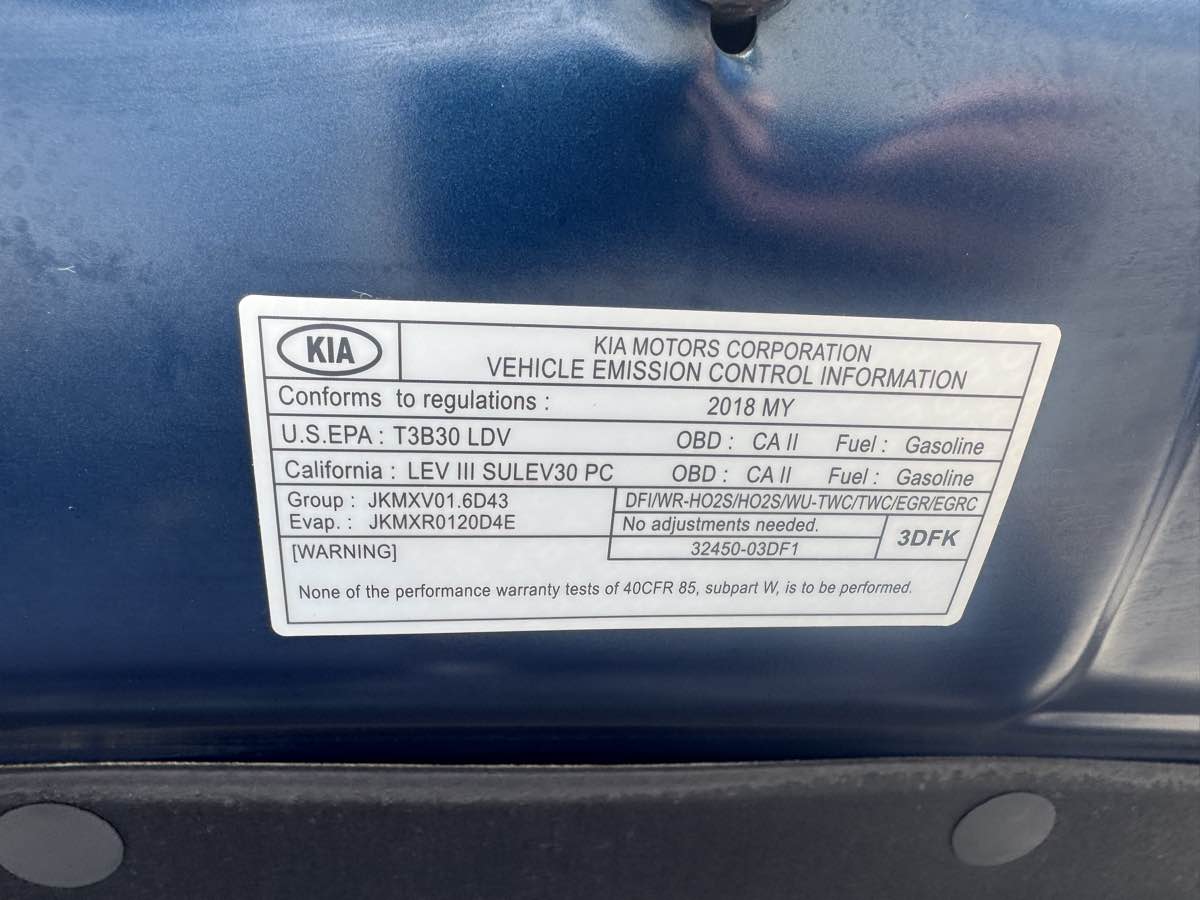 KIA
KIA MOTORS CORPORATION
VEHICLE EMISSION CONTROL INFORMATION
Conforms to regulations : 2018 MY
U.S.EPA : T3B30 LDV OBD : CA II Fuel : Gasoline
California : LEV III SULEV30 PC OBD : CA II Fuel : Gasoline
Group : JKMXV01.6D43
Evap. : JKMXR0120D4E
DFI/WR-HO2S/HO2S/WU-TWC/TWC/EGR/EGRC
No adjustments needed.
32450-03DF1
3DFK
[WARNING]
None of the performance warranty tests of 40CFR 85, subpart W, is to be performed.